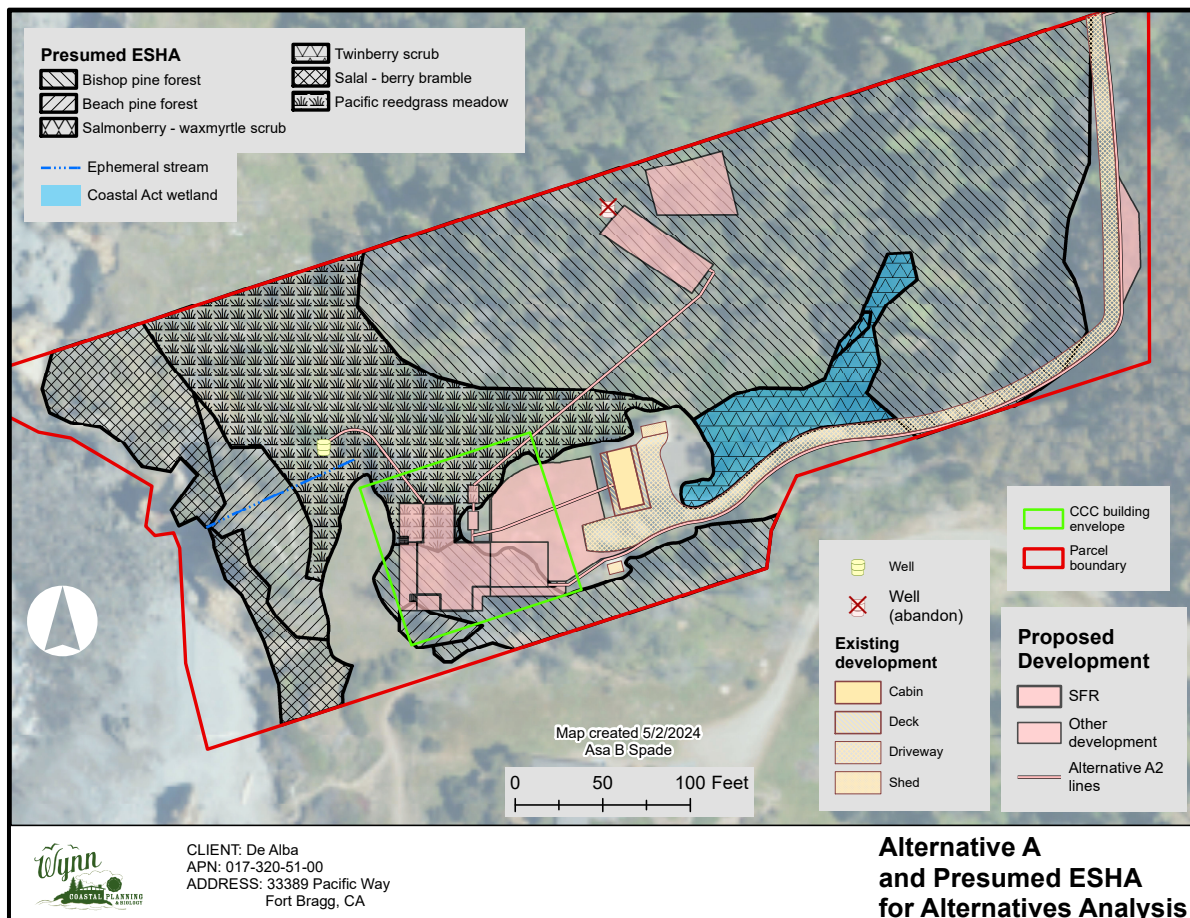 Presumed ESHA
Bishop pine forest
Beach pine forest
Salmonberry - waxmyrtle scrub
Twinberry scrub
Salal - berry bramble
Pacific reedgrass meadow
Ephemeral stream
Coastal Act wetland
CCC building
envelope
Parcel
boundary
Well
Well
(abandon)
Existing
development
Cabin
Deck
Driveway
Shed
Proposed
Development
SFR
Other
development
Alternative A2
lines
Map created 5/2/2024
Asa B Spade
0 50 100 Feet
Wynn
COASTAL PLANNING
& BIOLOGY
CLIENT: De Alba
APN: 017-320-51-00
ADDRESS: 33389 Pacific Way
Fort Bragg, CA
Alternative A
and Presumed ESHA
for Alternatives Analysis